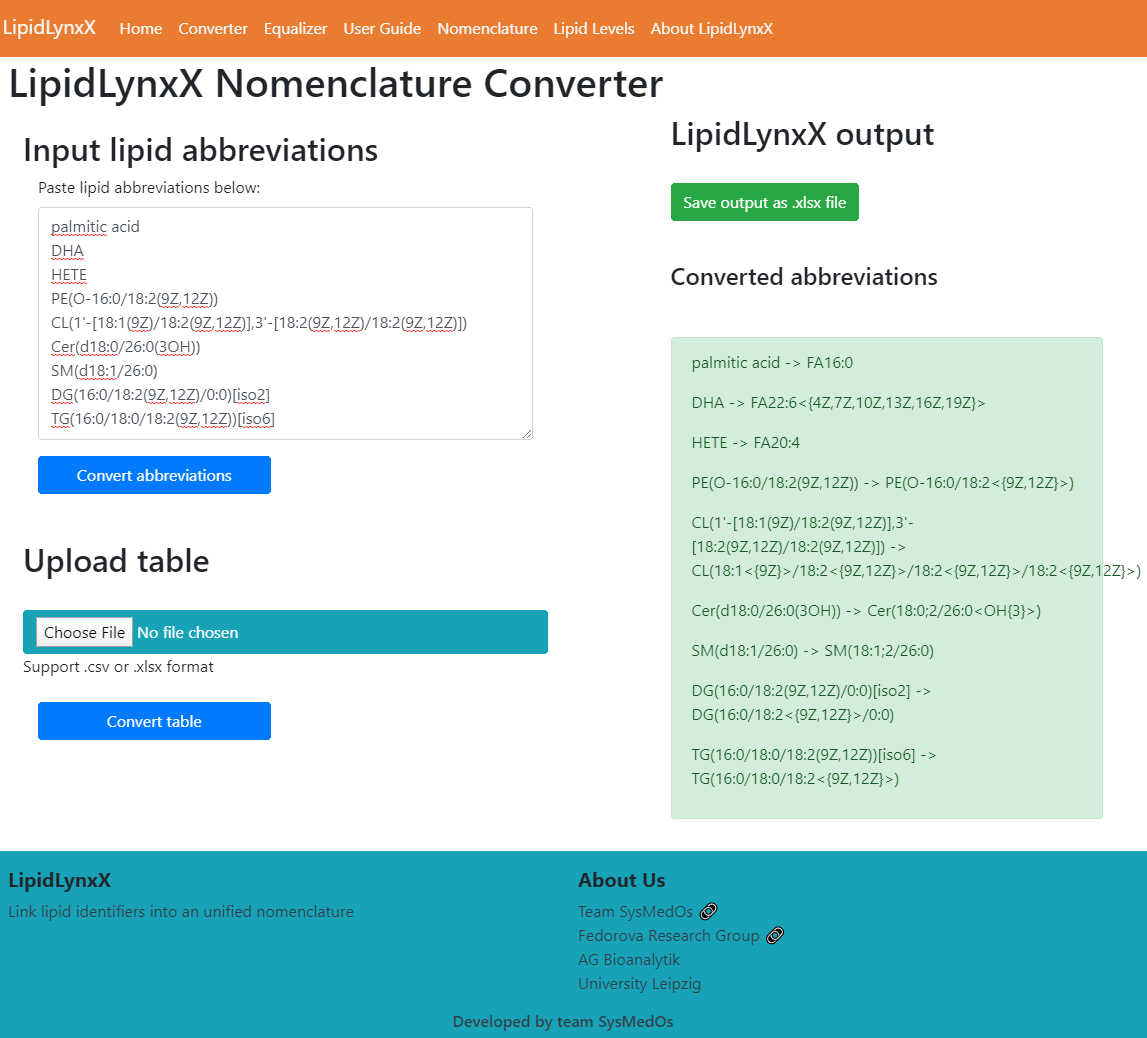 LipidLynxX Home Converter Equalizer User Guide Nomenclature Lipid Levels About LipidLynxX
LipidLynxX Nomenclature Converter
Input lipid abbreviations
Paste lipid abbreviations below:
palmitic acid
DHA
HETE
PE(O-16:0/18:2(9Z,12Z))
CL(1'-[18:1(9Z)/18:2(9Z,12Z)],3'-[18:2(9Z,12Z)/18:2(9Z,12Z)])
Cer(d18:0/26:0(3OH))
SM(d18:1/26:0)
DG(16:0/18:2(9Z,12Z)/0:0)[iso2]
TG(16:0/18:0/18:2(9Z,12Z))[iso6]
Convert abbreviations
Upload table
Choose File No file chosen
Support .csv or .xlsx format
Convert table
LipidLynxX output
Save output as .xlsx file
Converted abbreviations
palmitic acid -> FA16:0
DHA -> FA22:6<{4Z,7Z,10Z,13Z,16Z,19Z}>
HETE -> FA20:4
PE(O-16:0/18:2(9Z,12Z)) -> PE(O-16:0/18:2<{9Z,12Z}>)
CL(1'-[18:1(9Z)/18:2(9Z,12Z)],3'-
[18:2(9Z,12Z)/18:2(9Z,12Z)]) ->
CL(18:1<{9Z}>/18:2<{9Z,12Z}>/18:2<{9Z,12Z}>/18:2<{9Z,12Z}>)
Cer(d18:0/26:0(3OH)) -> Cer(18:0;2/26:0<OH{3}>)
SM(d18:1/26:0) -> SM(18:1;2/26:0)
DG(16:0/18:2(9Z,12Z)/0:0)[iso2] ->
DG(16:0/18:2<{9Z,12Z}>/0:0)
TG(16:0/18:0/18:2(9Z,12Z))[iso6] ->
TG(16:0/18:0/18:2<{9Z,12Z}>)
LipidLynxX
Link lipid identifiers into an unified nomenclature
About Us
Team SysMedOs
Fedorova Research Group
AG Bioanalytik
University Leipzig
Developed by team SysMedOs